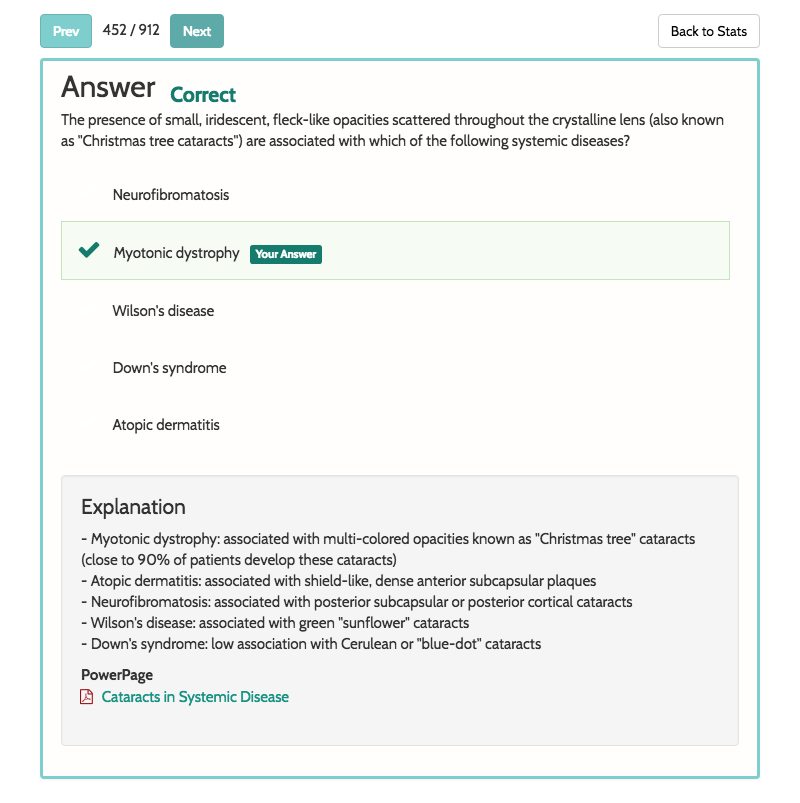 Prev 452 / 912 Next Back to Stats
Answer Correct
The presence of small, iridescent, fleck-like opacities scattered throughout the crystalline lens (also known
as "Christmas tree cataracts") are associated with which of the following systemic diseases?
Neurofibromatosis
Myotonic dystrophy Your Answer
Wilson's disease
Down's syndrome
Atopic dermatitis
Explanation
- Myotonic dystrophy: associated with multi-colored opacities known as "Christmas tree" cataracts
(close to 90% of patients develop these cataracts)
- Atopic dermatitis: associated with shield-like, dense anterior subcapsular plaques
- Neurofibromatosis: associated with posterior subcapsular or posterior cortical cataracts
- Wilson's disease: associated with green "sunflower" cataracts
- Down's syndrome: low association with Cerulean or "blue-dot" cataracts
PowerPage
Cataracts in Systemic Disease